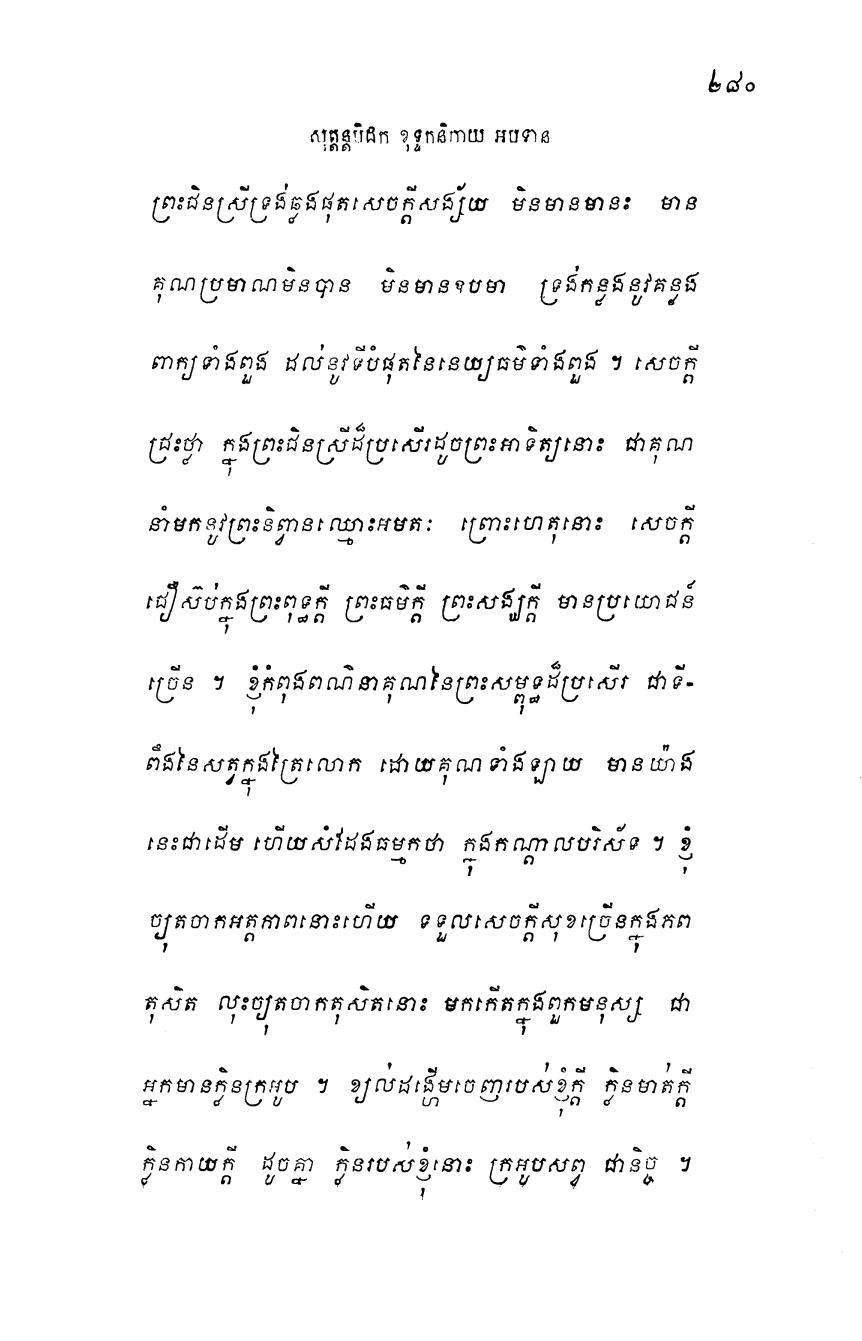 ២៨០
សុត្តន្តបិដក ខុទ្ទកនិកាយ អបទាន
ព្រះជិនស្រីទ្រង់ឆ្លងផុតសេចក្តីសង្ស័យ មិនមានមានះ មាន
គុណប្រមាណមិនបាន មិនមានឧបមា ទ្រង់កន្លងនូវគន្លង
ពាក្យទាំងពួង ដល់នូវទីបំផុតនៃនេយ្យធម៌ទាំងពួង ។ សេចក្តី
ជ្រះថ្លា ក្នុងព្រះជិនស្រីដ៏ប្រសើរដូចព្រះអាទិត្យនោះ ជាគុណ
នាំមកនូវព្រះនិព្វានឈ្មោះអមតៈ ព្រោះហេតុនោះ សេចក្តី
ជឿស៊ប់ក្នុងព្រះពុទ្ធក្តី ព្រះធម៌ក្តី ព្រះសង្ឃក្តី មានប្រយោជន៍
ច្រើន ។ ខ្ញុំកំពុងពណ៌នាគុណនៃព្រះសម្ពុទ្ធដ៏ប្រសើរ ជាទី-
ពឹងនៃសត្វក្នុងត្រៃលោក ដោយគុណទាំងឡាយ មានយ៉ាង
នេះជាដើម ហើយសំដែងធម្មកថា ក្នុងកណ្តាលបរិស័ទ ។ ខ្ញុំ
ច្យុតចាកអត្តភាពនោះហើយ ទទួលសេចក្តីសុខច្រើនក្នុងភព
តុសិត លុះច្យុតចាកតុសិតនោះ មកកើតក្នុងពួកមនុស្ស ជា
អ្នកមានក្លិនក្រអូប ។ ខ្យល់ដង្ហើមចេញរបស់ខ្ញុំក្តី ក្លិនមាត់ក្តី
ក្លិនកាយក្តី ដូចគ្នា ក្លិនរបស់ខ្ញុំនោះ ក្រអូបសព្វ ជានិច្ច ។